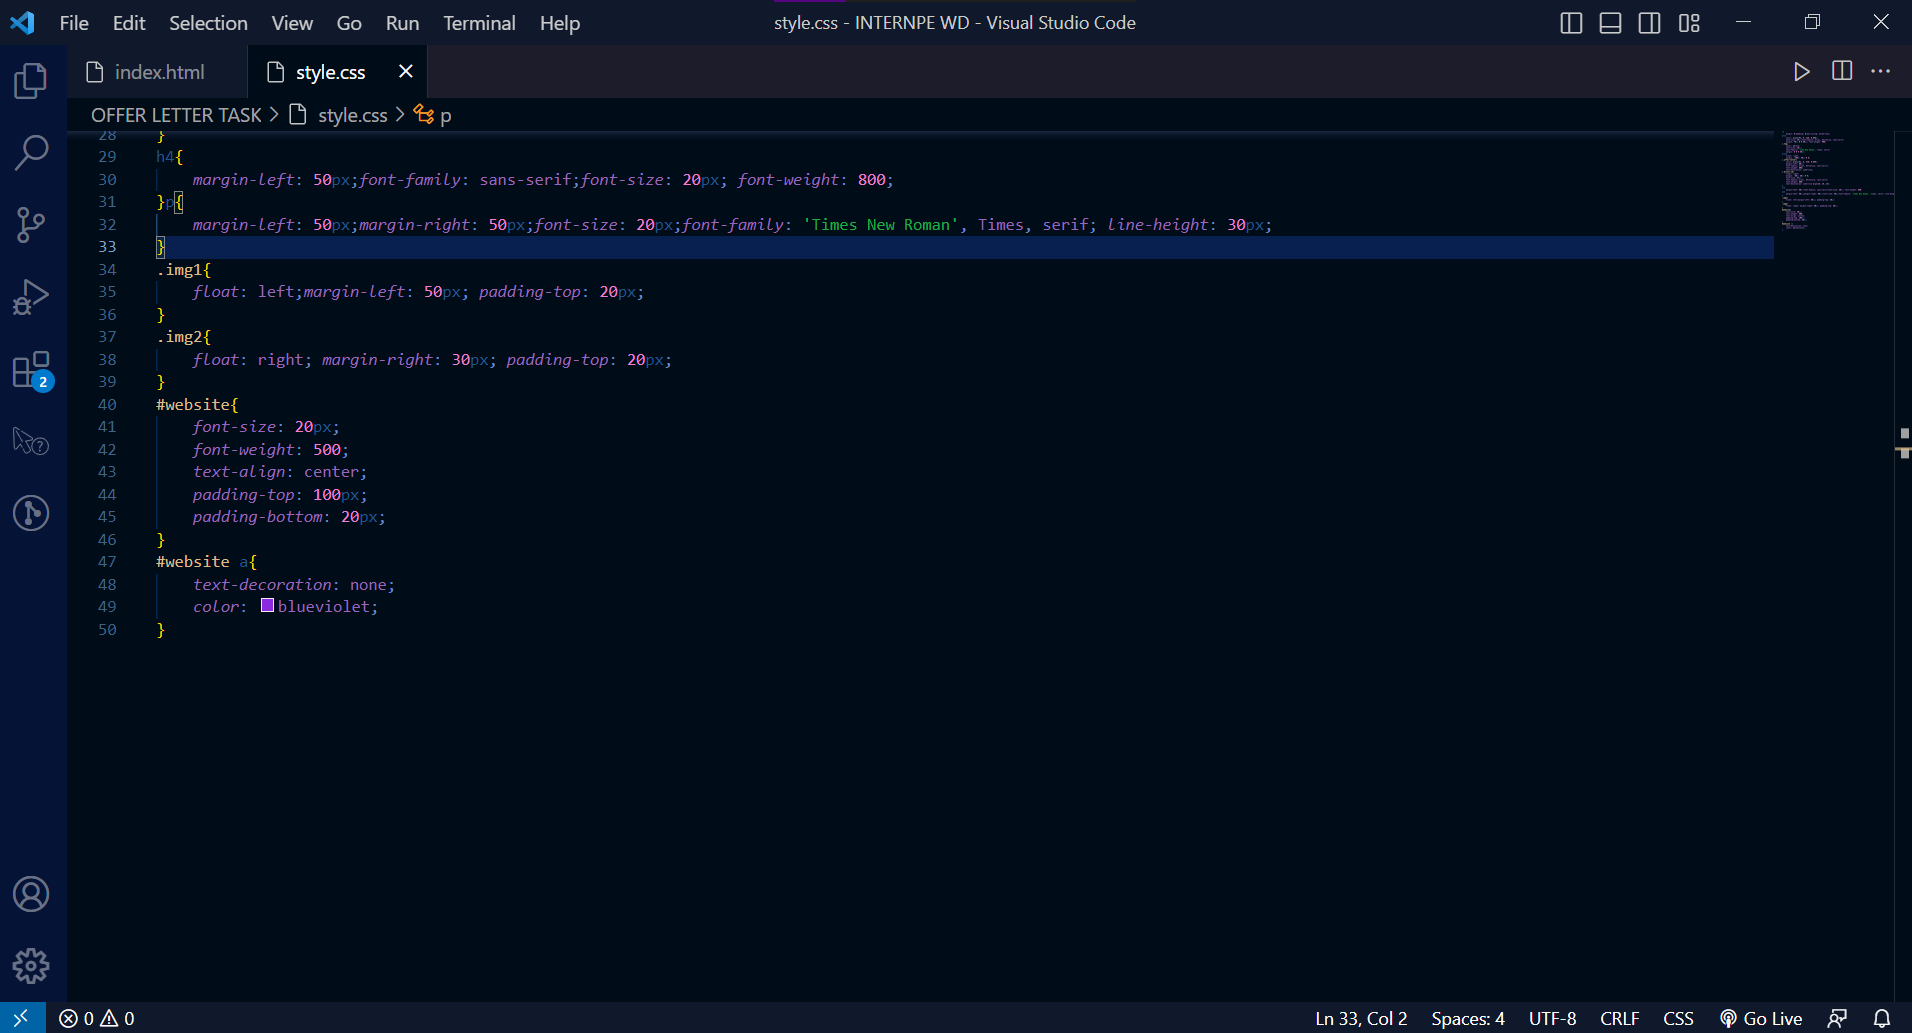 File Edit Selection View Go Run Terminal Help style.css - INTERNPE WD - Visual Studio Code
index.html style.css
OFFER LETTER TASK > style.css > p
28 }
29 h4{
30 margin-left: 50px;font-family: sans-serif;font-size: 20px; font-weight: 800;
31 }p{
32 margin-left: 50px;margin-right: 50px;font-size: 20px;font-family: 'Times New Roman', Times, serif; line-height: 30px;
33 }
34 .img1{
35 float: left;margin-left: 50px; padding-top: 20px;
36 }
37 .img2{
38 float: right; margin-right: 30px; padding-top: 20px;
39 }
40 #website{
41 font-size: 20px;
42 font-weight: 500;
43 text-align: center;
44 padding-top: 100px;
45 padding-bottom: 20px;
46 }
47 #website a{
48 text-decoration: none;
49 color: blueviolet;
50 }
2
0 0 Ln 33, Col 2 Spaces: 4 UTF-8 CRLF CSS Go Live